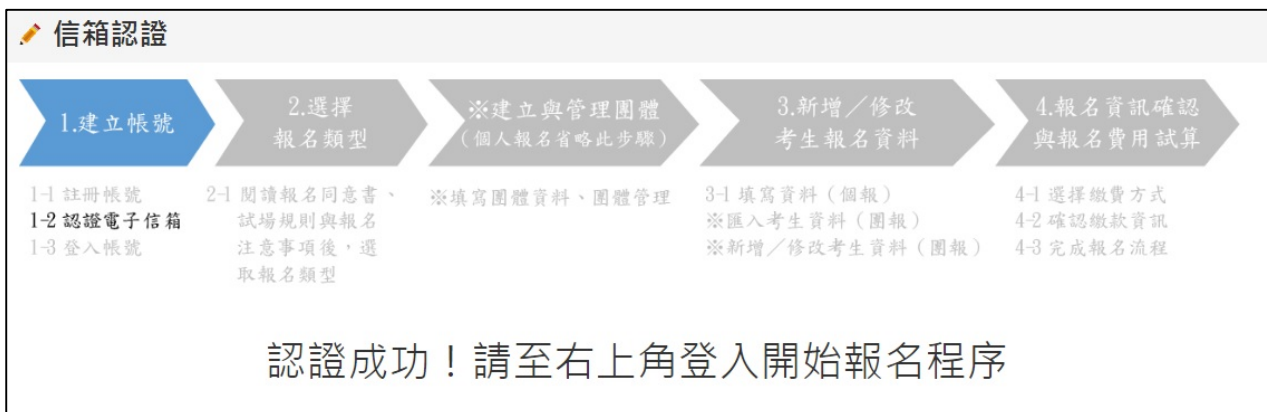 信箱認證
1.建立帳號
2.選擇
報名類型
※建立與管理團體
（個人報名省略此步驟）
3.新增／修改
考生報名資料
4.報名資訊確認
與報名費用試算
1-1 註冊帳號
1-2 認證電子信箱
1-3 登入帳號
2-1 閱讀報名同意書、
試場規則與報名
注意事項後，選
取報名類型
※填寫團體資料、團體管理
3-1 填寫資料（個報）
※匯入考生資料（團報）
※新增／修改考生資料（團報）
4-1 選擇繳費方式
4-2 確認繳款資訊
4-3 完成報名流程
認證成功！請至右上角登入開始報名程序